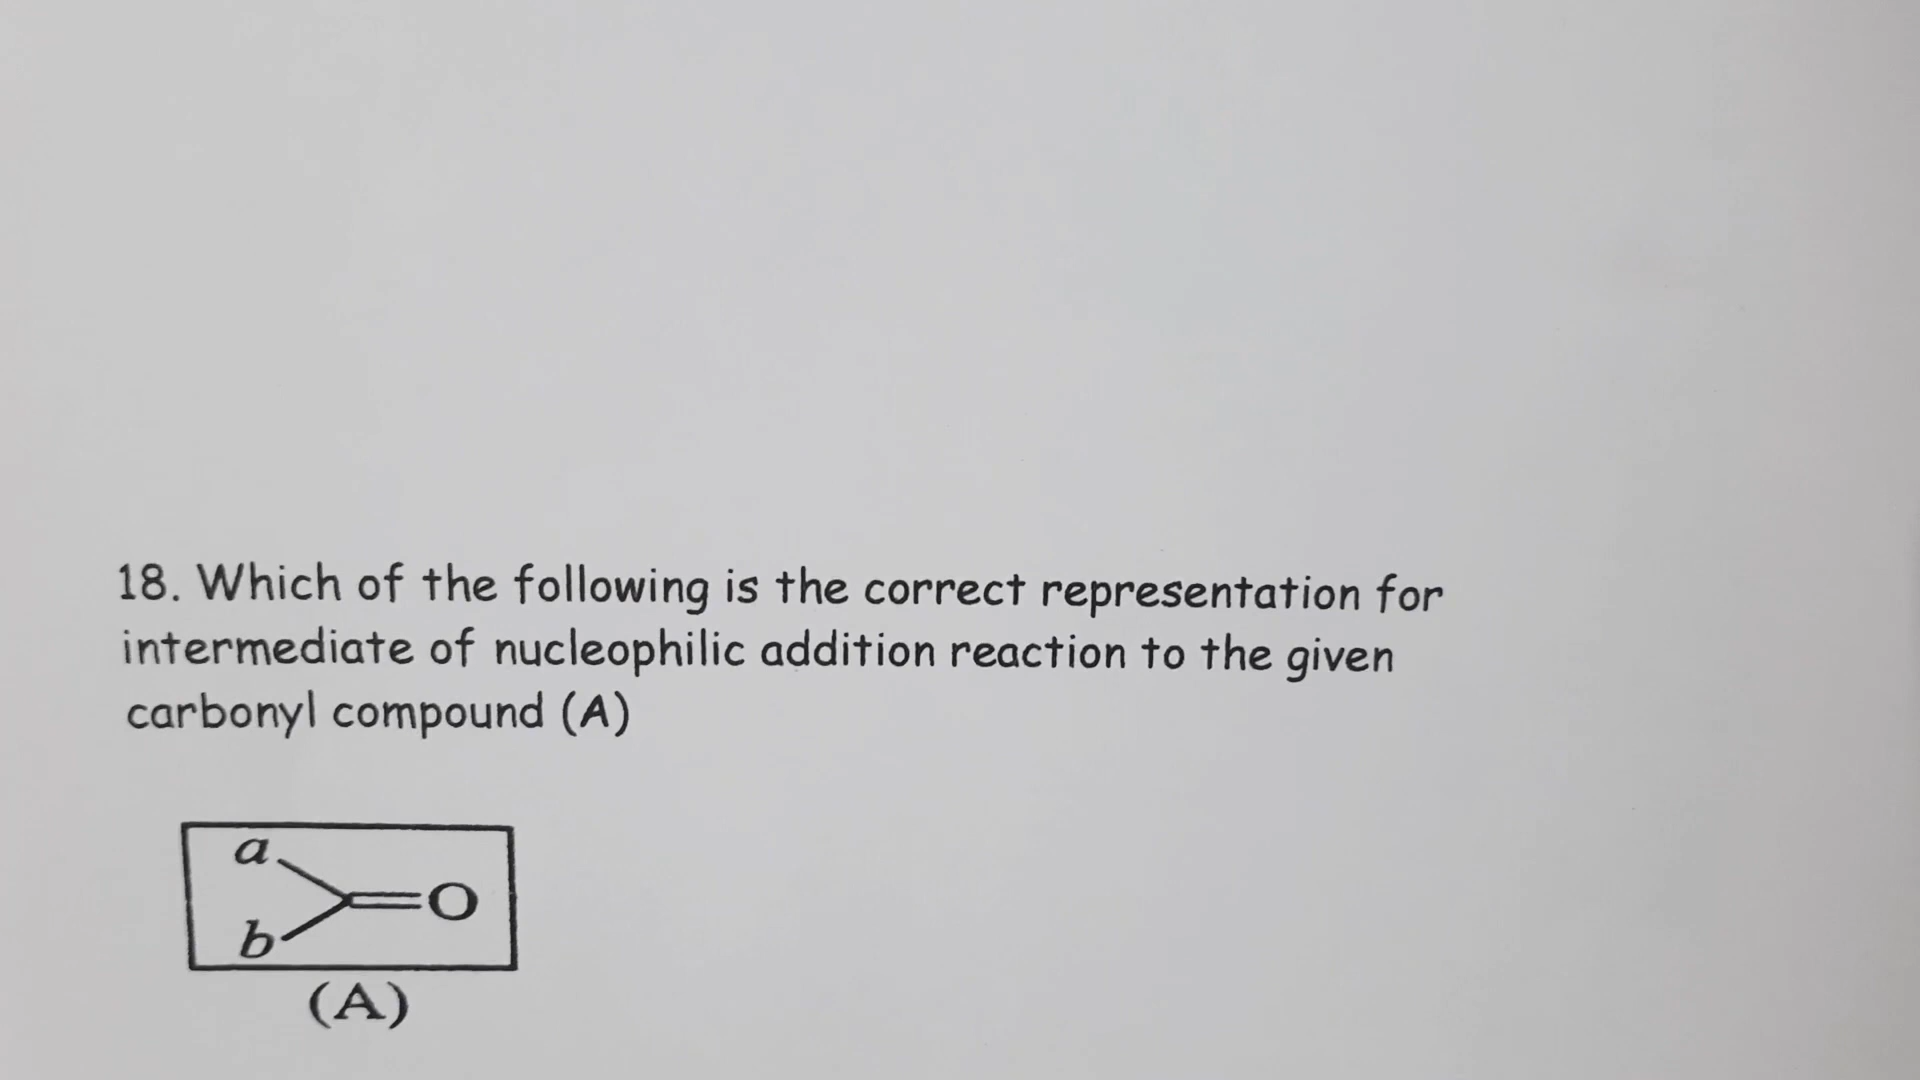 18. Which of the following is the correct representation for
intermediate of nucleophilic addition reaction to the given
carbonyl compound (A)
a
O
b
(A)